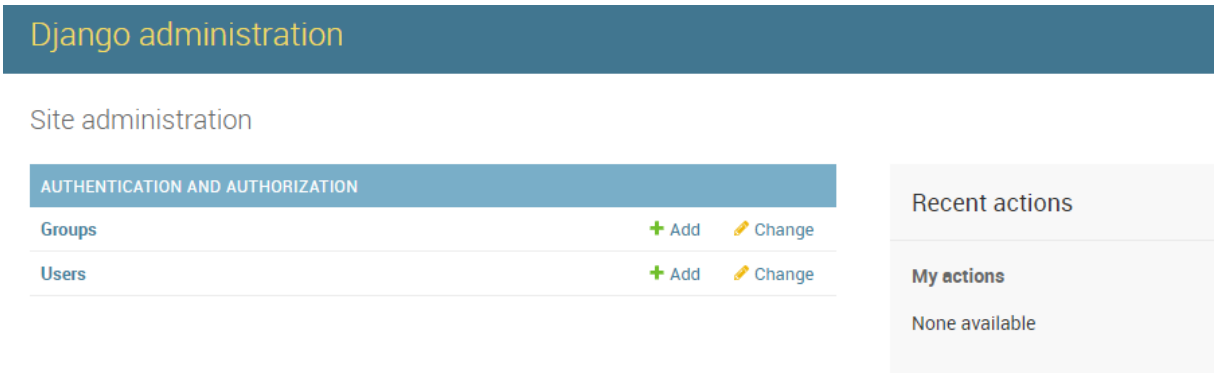 Django administration
Site administration
AUTHENTICATION AND AUTHORIZATION
Groups Add Change
Users Add Change
Recent actions
My actions
None available